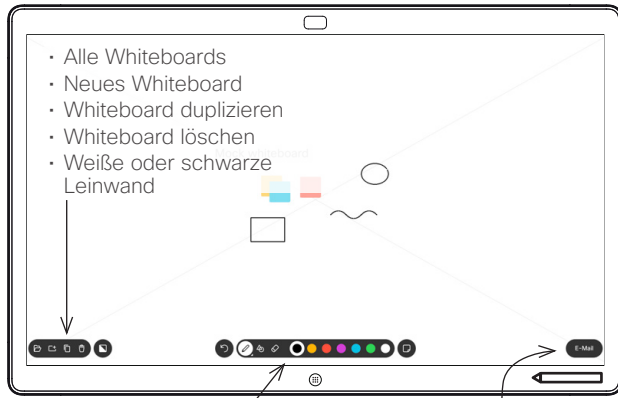 · Alle Whiteboards
· Neues Whiteboard
· Whiteboard duplizieren
· Whiteboard löschen
· Weiße oder schwarze
Leinwand
E-Mail